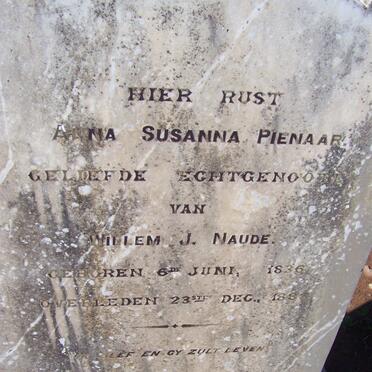 HIER RUST
ANNA SUSANNA PIENAAR
GELIEFDE ECHTGENOOTE
VAN
WILLEM J. NAUDE.
GEBOREN 6DE JUNI, 1836
OVERLEDEN 23STE DEC.,
LEEF EN GY ZULT LEVEN